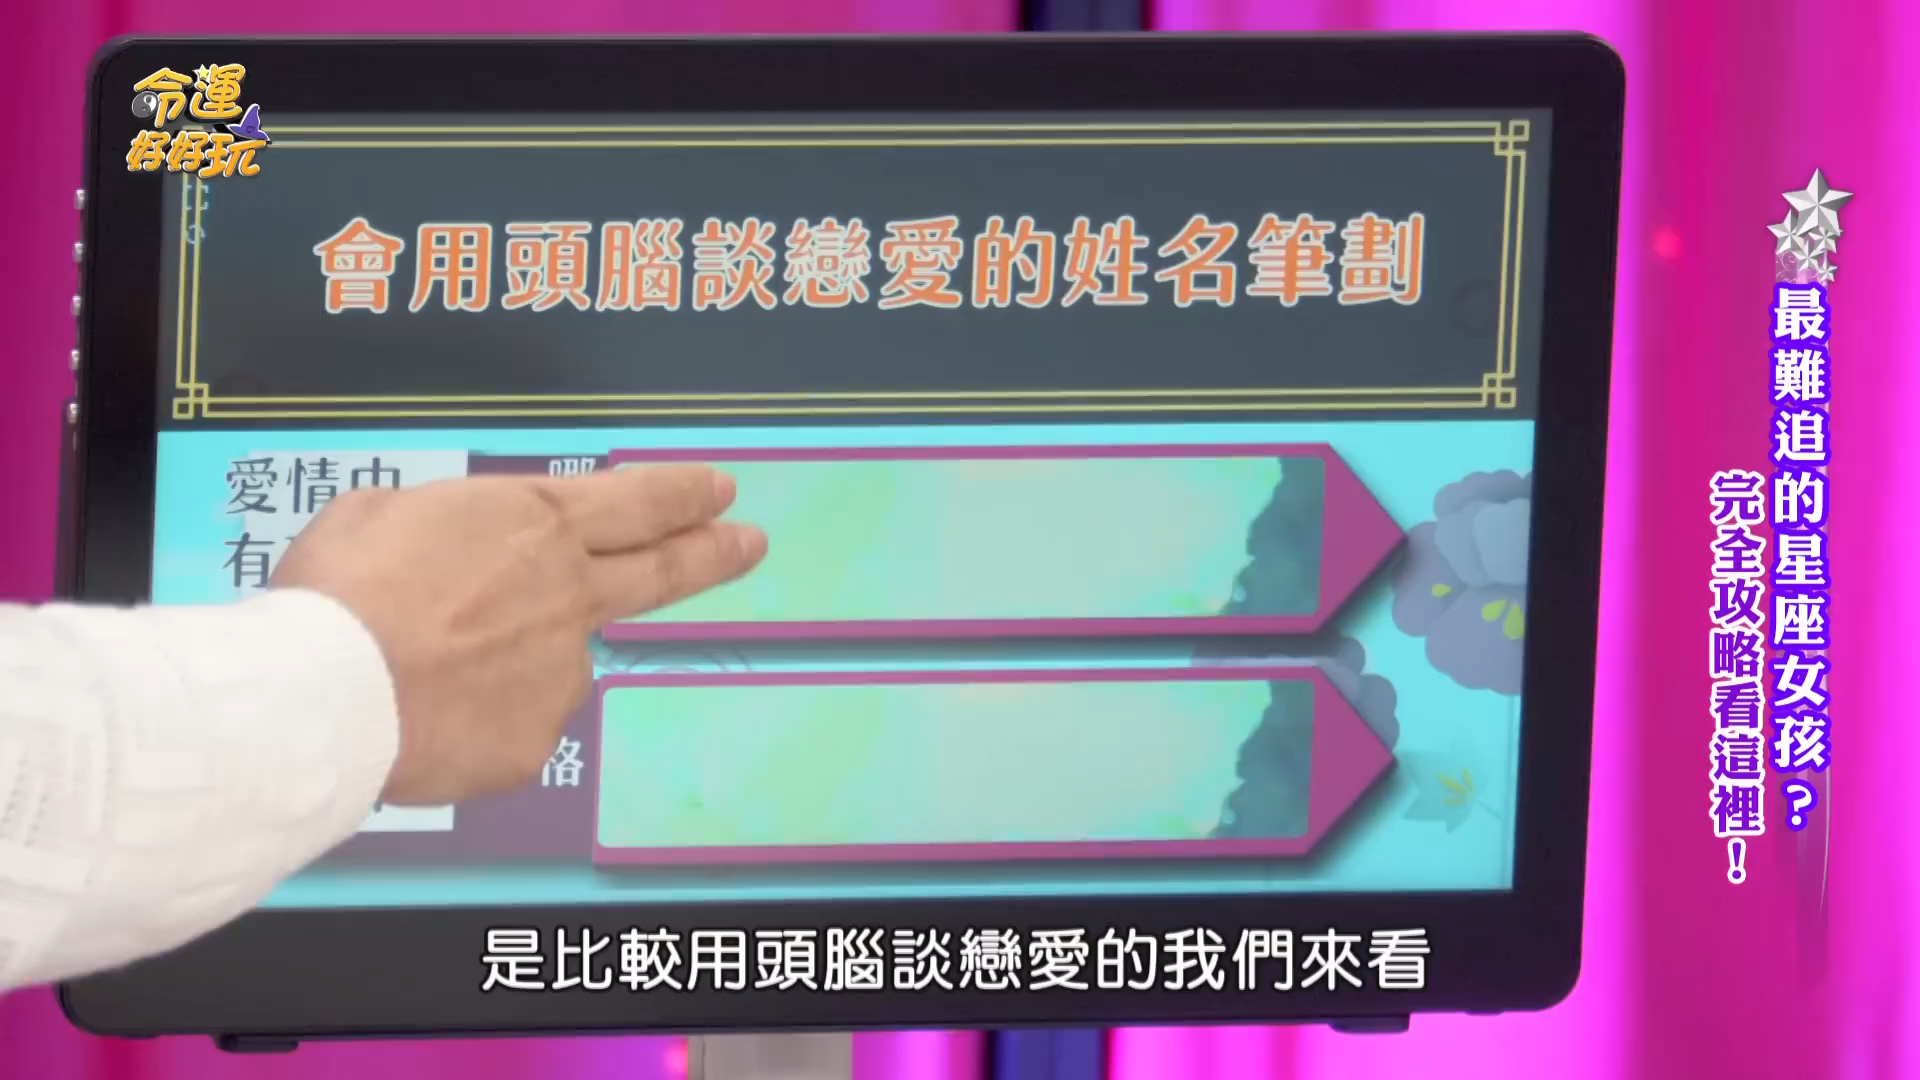 命運
好好玩
會用頭腦談戀愛的姓名筆劃
愛情中
有
格
最難追的星座女孩?
完全攻略看這裡!
是比較用頭腦談戀愛的我們來看